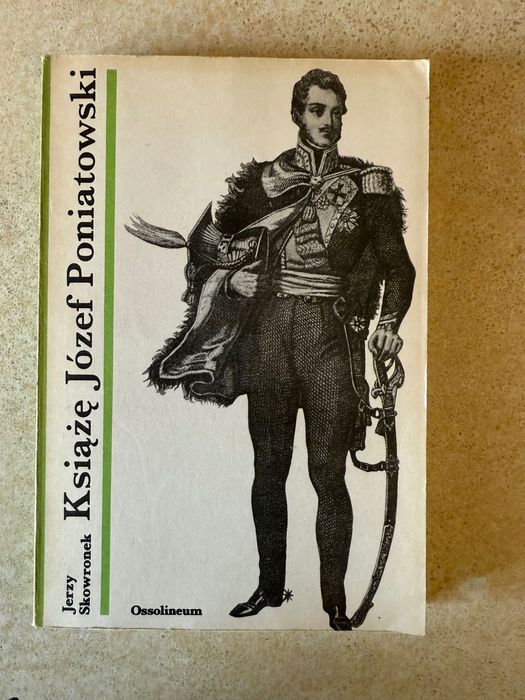 Jerzy
Skowronek
Książę Józef Poniatowski
Ossolineum